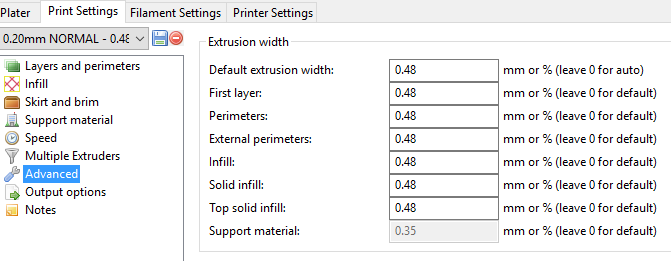 Plater Print Settings Filament Settings Printer Settings
0.20mm NORMAL - 0.48
Layers and perimeters
Infill
Skirt and brim
Support material
Speed
Multiple Extruders
Advanced
Output options
Notes
Extrusion width
Default extrusion width: 0.48 mm or % (leave 0 for auto)
First layer: 0.48 mm or % (leave 0 for default)
Perimeters: 0.48 mm or % (leave 0 for default)
External perimeters: 0.48 mm or % (leave 0 for default)
Infill: 0.48 mm or % (leave 0 for default)
Solid infill: 0.48 mm or % (leave 0 for default)
Top solid infill: 0.48 mm or % (leave 0 for default)
Support material: 0.35 mm or % (leave 0 for default)